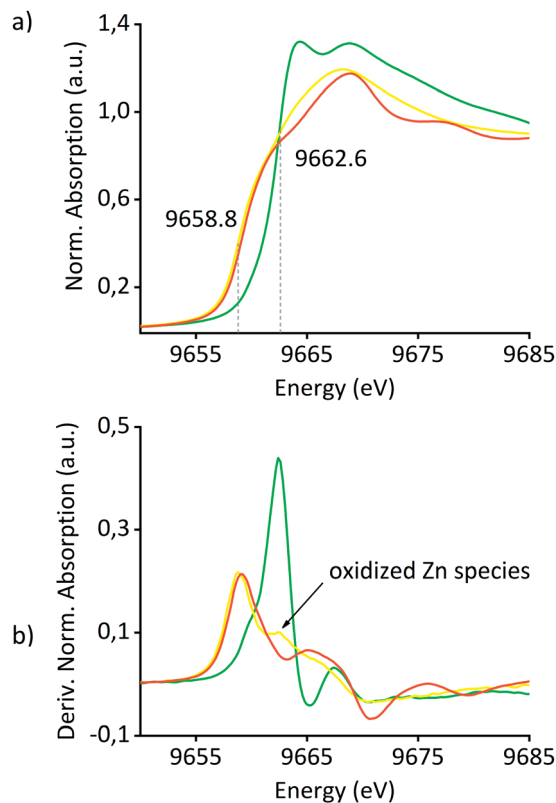 a)
Norm. Absorption (a.u.)
1,4
1,0
0,6
0,2
9658.8
9662.6
9655
9665
9675
9685
Energy (eV)
b)
Deriv. Norm. Absorption (a.u.)
0,5
0,3
0,1
-0,1
oxidized Zn species
9655
9665
9675
9685
Energy (eV)